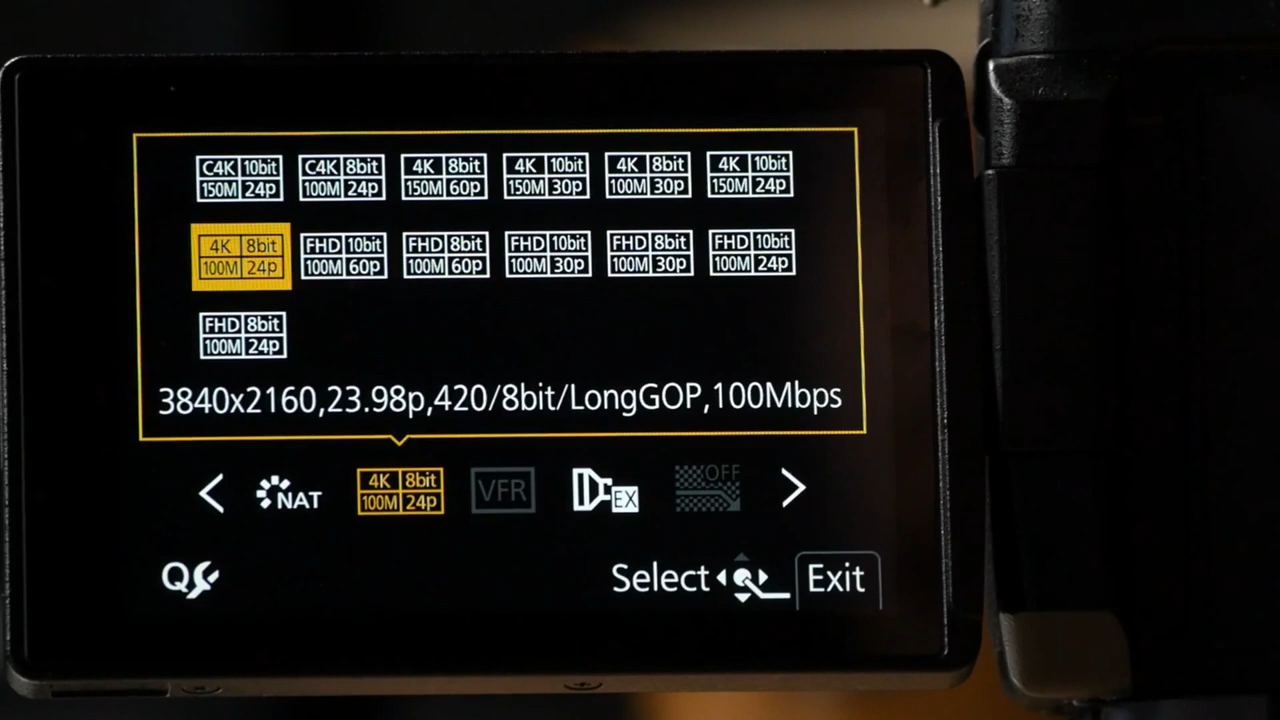 C4K 10bit 150M 24p C4K 8bit 100M 24p 4K 8bit 150M 60p 4K 10bit 150M 30p 4K 8bit 100M 30p 4K 10bit 150M 24p
4K 8bit 100M 24p FHD 10bit 100M 60p FHD 8bit 100M 60p FHD 10bit 100M 30p FHD 8bit 100M 30p FHD 10bit 100M 24p
FHD 8bit 100M 24p
3840x2160,23.98p,420/8bit/LongGOP,100Mbps
NAT 4K 8bit 100M 24p VFR EX OFF
Q Select Exit